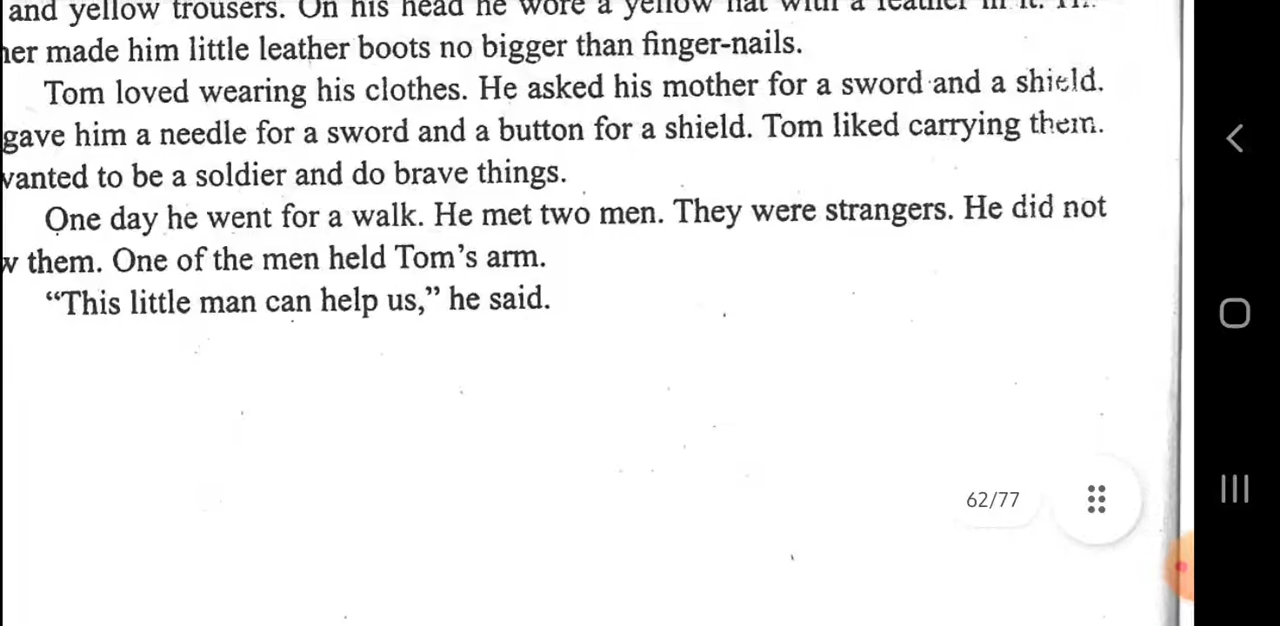 and yellow trousers. On his head he wore a yellow hat with a feather in it.
her made him little leather boots no bigger than finger-nails.
Tom loved wearing his clothes. He asked his mother for a sword and a shield.
gave him a needle for a sword and a button for a shield. Tom liked carrying them.
wanted to be a soldier and do brave things.
One day he went for a walk. He met two men. They were strangers. He did not
w them. One of the men held Tom's arm.
“This little man can help us,” he said.
62/77